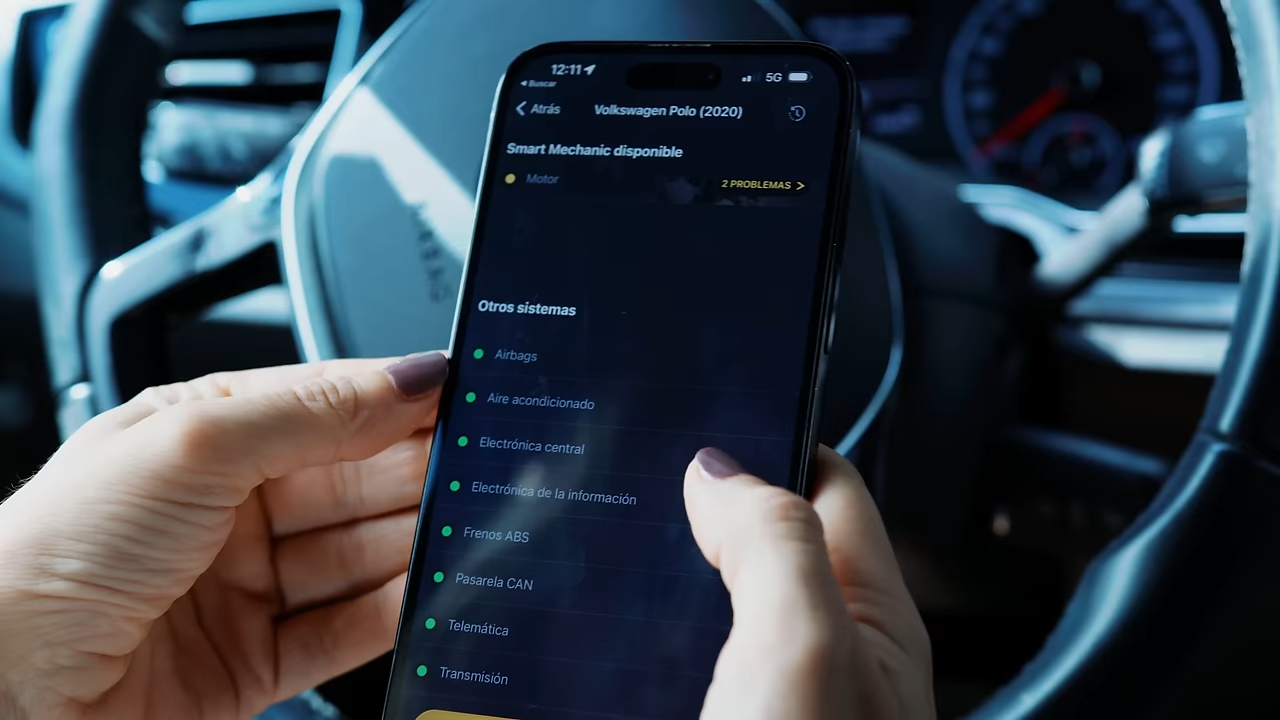 12:11
5G
Buscar
Atrás
Volkswagen Polo (2020)
Smart Mechanic disponible
Motor
2 PROBLEMAS
Otros sistemas
Airbags
Aire acondicionado
Electrónica central
Electrónica de la información
Frenos ABS
Pasarela CAN
Telemática
Transmisión